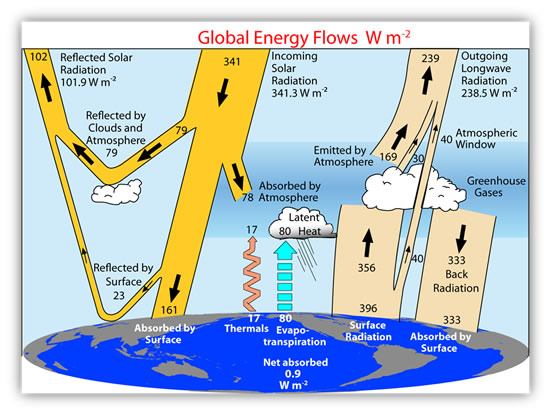 Global Energy Flows W m-2
102
Reflected Solar
Radiation
101.9 W m-2
341
Incoming
Solar
Radiation
341.3 W m-2
239
Outgoing
Longwave
Radiation
238.5 W m-2
Reflected by
Clouds and
Atmosphere
79
79
Emitted by
Atmosphere
169
30
40
Atmospheric
Window
78
Absorbed by
Atmosphere
Greenhouse
Gases
Latent
80 Heat
17
356
40
333
Back
Radiation
Reflected by
Surface
23
161
Absorbed by
Surface
17
Thermals
80
Evapo-
transpiration
396
Surface
Radiation
333
Absorbed by
Surface
Net absorbed
0.9
W m-2